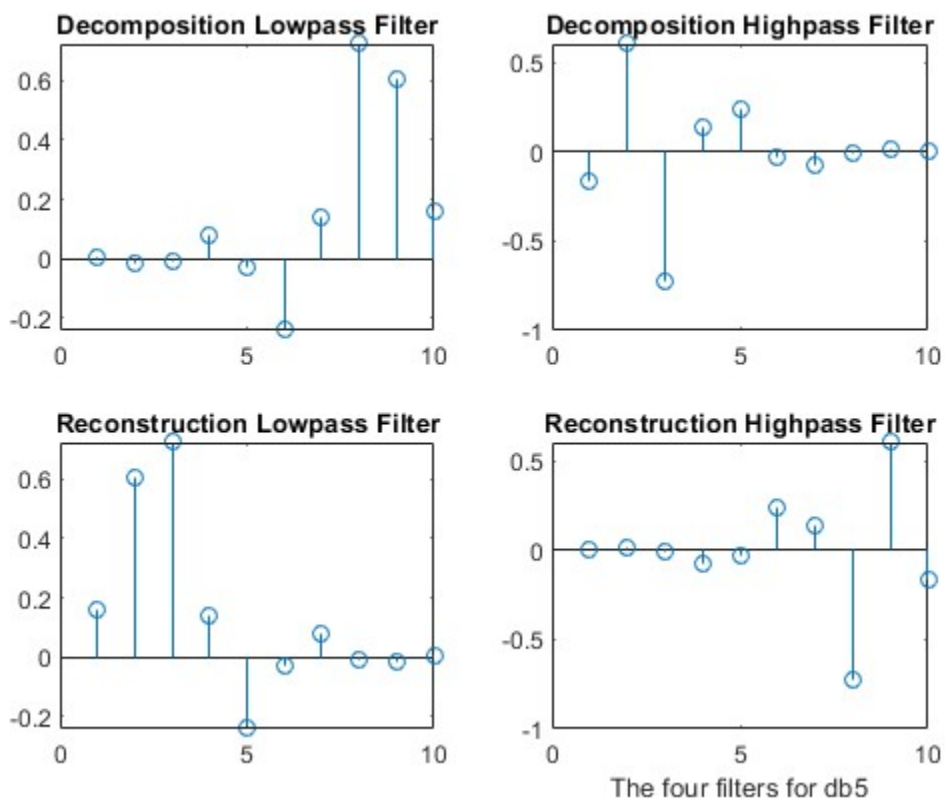 Decomposition Lowpass Filter
0.6
0.4
0.2
0
-0.2
0 5 10
Decomposition Highpass Filter
0.5
0
-0.5
-1
0 5 10
Reconstruction Lowpass Filter
0.6
0.4
0.2
0
-0.2
0 5 10
Reconstruction Highpass Filter
0.5
0
-0.5
-1
0 5 10
The four filters for db5